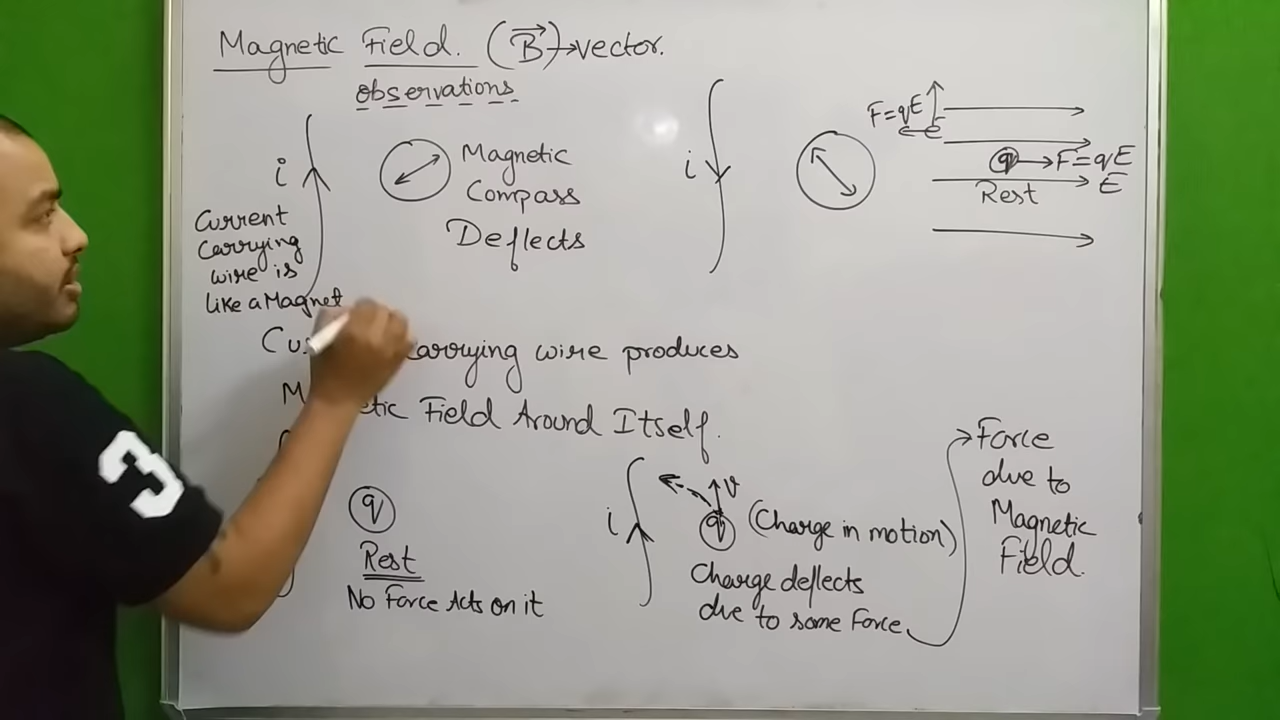 Magnetic Field. (B)→vector.
observations
i
Magnetic
Compass
Deflects
Current
Carrying
wire is
like a Magnet
i
F=qE
E
q→F=qE
E
Rest
Carrying wire produces
Field Around Itself.
q
Rest
No Force Acts on it
i
v
q (Charge in motion)
Charge deflects
due to some Force
Force
due to
Magnetic
Field.
3